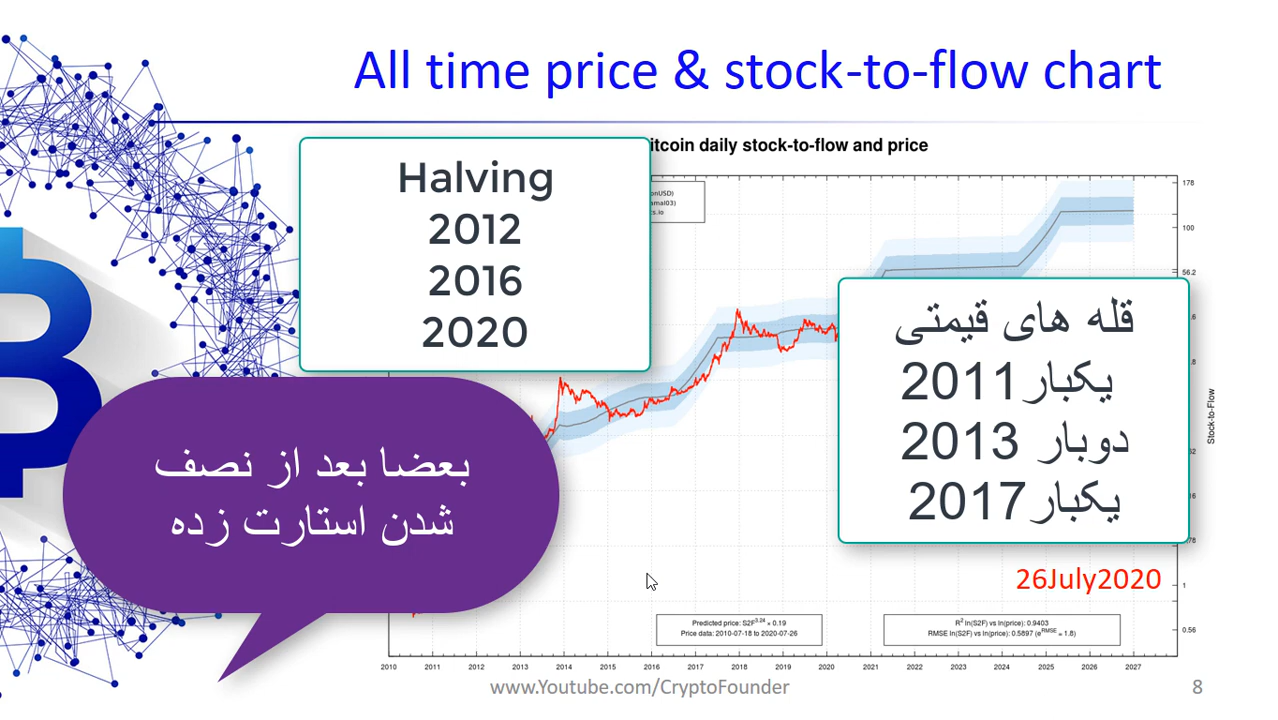 All time price & stock-to-flow chart
itcoin daily stock-to-flow and price
Halving
2012
2016
2020
onUSD)
amal03)
cs.io
178
100
56.2
قله های قیمتی
یکبار2011
دوبار 2013
یکبار2017
Stock-to-Flow
بعضا بعد از نصف
شدن استارت زده
26July2020
1
0.56
Predicted price: S2F^3.24 × 0.19
Price data: 2010-07-18 to 2020-07-26
R² ln(S2F) vs ln(price): 0.9403
RMSE ln(S2F) vs ln(price): 0.5897 (e^RMSE = 1.8)
2010 2011 2012 2013 2014 2015 2016 2017 2018 2019 2020 2021 2022 2023 2024 2025 2026 2027
www.Youtube.com/CryptoFounder
8